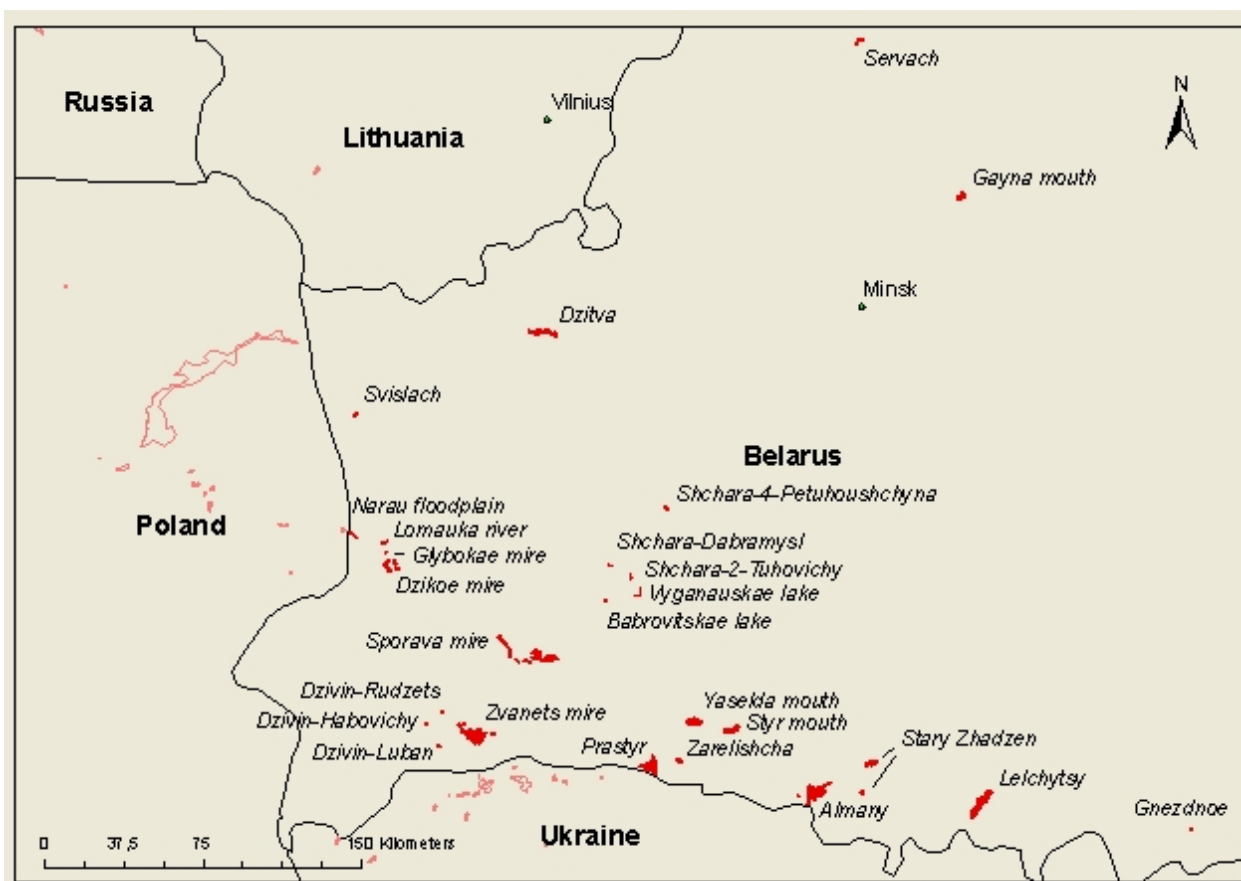 Servach
Russia
Vilnius
N
Lithuania
Gayna mouth
Minsk
Dzitva
Svislach
Belarus
Shchara-4-Petuhoushchyna
Narau floodplain
Poland
Lomauka river
Glybokae mire
Dzikoe mire
Shchara-Dabramysl
Shchara-2-Tuhovichy
Vyganauskae lake
Babrovitskae lake
Sporava mire
Dzivin-Rudzets
Dzivin-Habovichy
Dzivin-Luban
Zvanets mire
Yaselda mouth
Styr mouth
Prastyr
Zarelishcha
Stary Zhadzen
Almany
Lelchytsy
Gnezdnoe
Ukraine
0 37,5 75 150 Kilometers